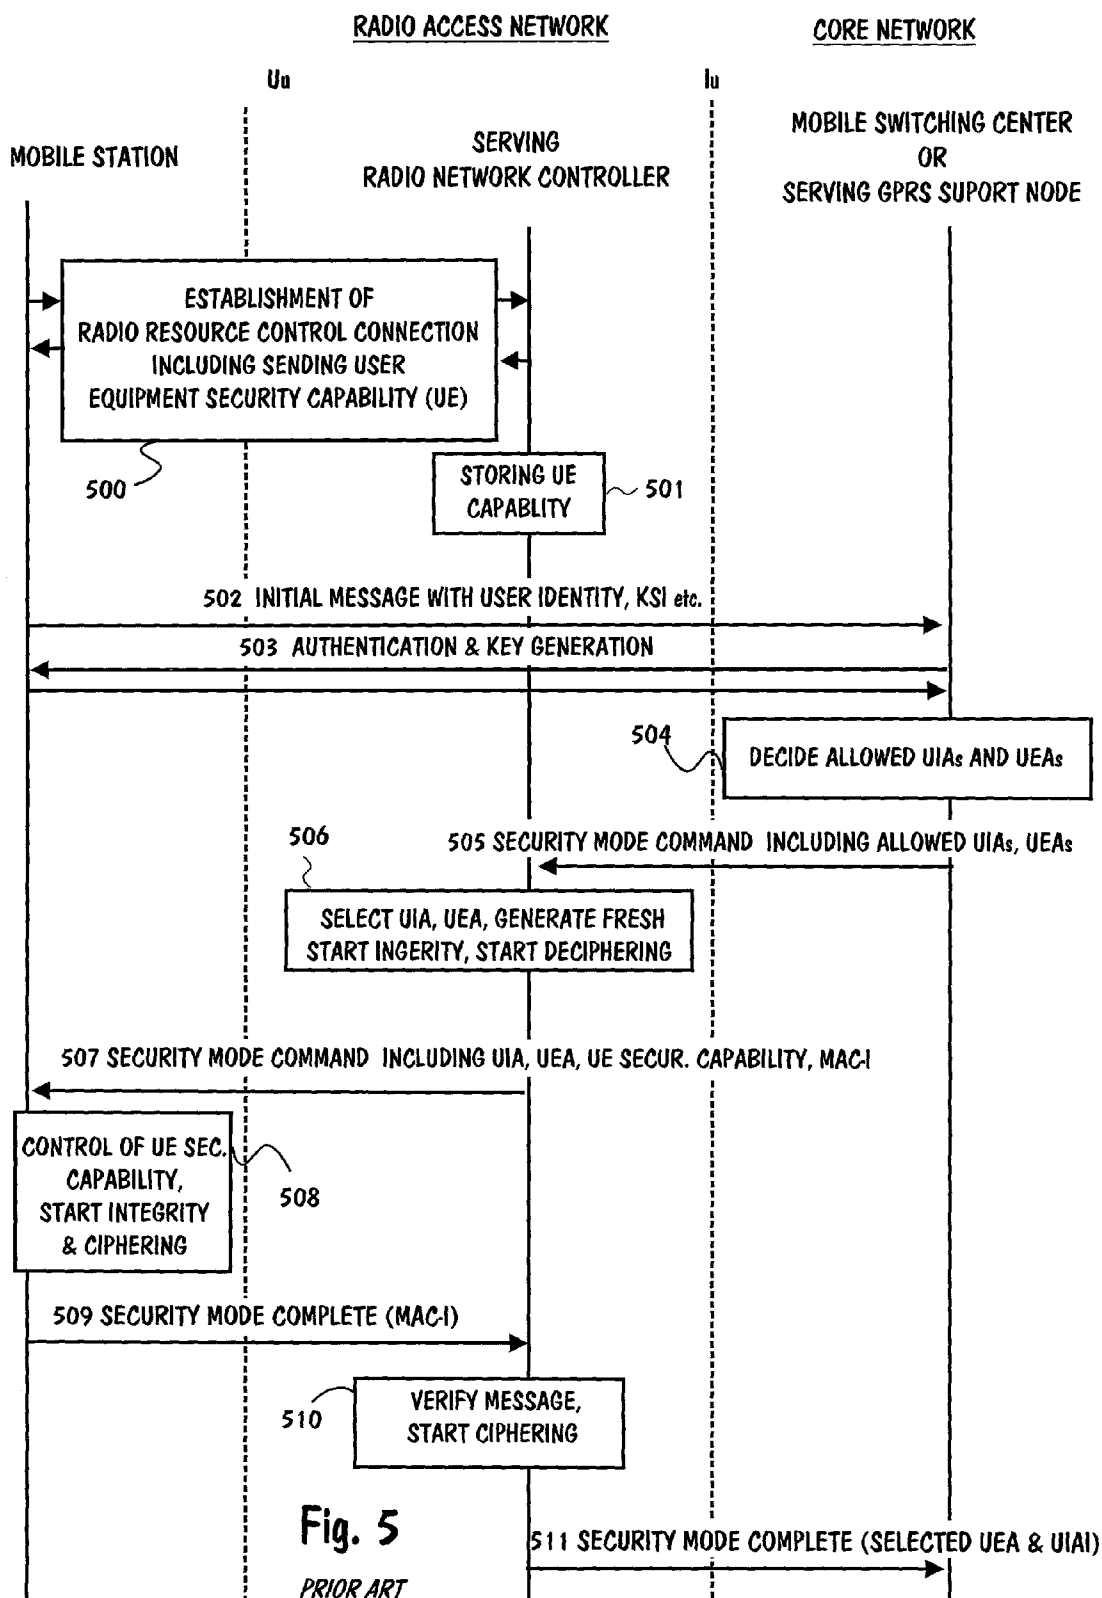 RADIO ACCESS NETWORK
CORE NETWORK
Uu
Iu
MOBILE STATION
SERVING
RADIO NETWORK CONTROLLER
MOBILE SWITCHING CENTER
OR
SERVING GPRS SUPORT NODE
ESTABLISHMENT OF
RADIO RESOURCE CONTROL CONNECTION
INCLUDING SENDING USER
EQUIPMENT SECURITY CAPABILITY (UE)
500
STORING UE
CAPABLITY
501
502 INITIAL MESSAGE WITH USER IDENTITY, KSI etc.
503 AUTHENTICATION & KEY GENERATION
504
DECIDE ALLOWED UIAs AND UEAs
505 SECURITY MODE COMMAND INCLUDING ALLOWED UIAs, UEAs
506
SELECT UIA, UEA, GENERATE FRESH
START INGERITY, START DECIPHERING
507 SECURITY MODE COMMAND INCLUDING UIA, UEA, UE SECUR. CAPABILITY, MAC-I
CONTROL OF UE SEC.
CAPABILITY,
START INTEGRITY
& CIPHERING
508
509 SECURITY MODE COMPLETE (MAC-I)
510
VERIFY MESSAGE,
START CIPHERING
511 SECURITY MODE COMPLETE (SELECTED UEA & UIAI)
Fig. 5
PRIOR ART